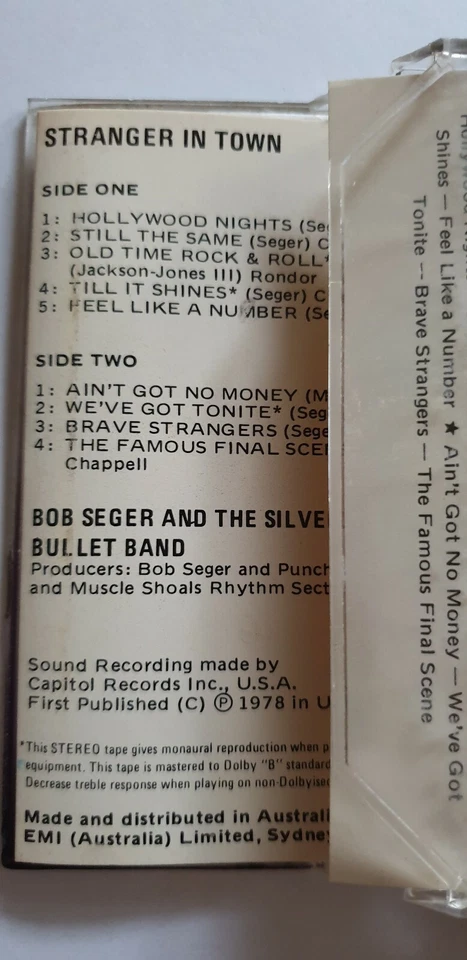 STRANGER IN TOWN
SIDE ONE
1: HOLLYWOOD NIGHTS (Se
2: STILL THE SAME (Seger) C
3: OLD TIME ROCK & ROLL*
(Jackson-Jones III) Rondor
4: TILL IT SHINES* (Seger) C
5: FEEL LIKE A NUMBER (Se
SIDE TWO
1: AIN'T GOT NO MONEY (M
2: WE'VE GOT TONITE* (Seg
3: BRAVE STRANGERS (Sege
4: THE FAMOUS FINAL SCE
Chappell
BOB SEGER AND THE SILVE
BULLET BAND
Producers: Bob Seger and Punch
and Muscle Shoals Rhythm Sect
Sound Recording made by
Capitol Records Inc., U.S.A.
First Published (C) Ⓟ 1978 in U
*This STEREO tape gives monaural reproduction when p
equipment. This tape is mastered to Dolby "B" standard
Decrease treble response when playing on non-Dolbyised
Made and distributed in Australi
EMI (Australia) Limited, Sydney
Shines — Feel Like a Number ★ Ain't Got No Money — We've Got
Tonite — Brave Strangers — The Famous Final Scene